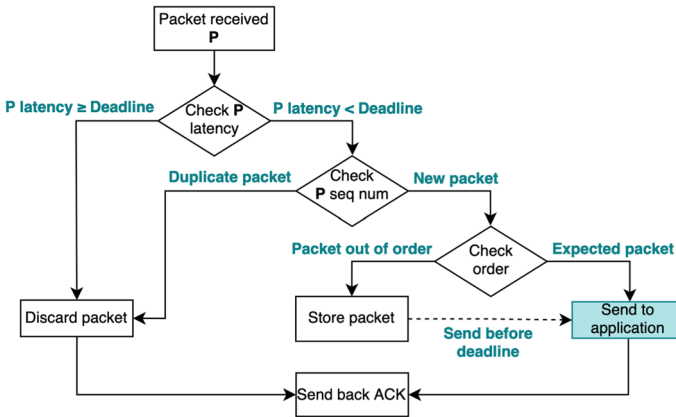 Packet received
P
P latency ≥ Deadline
Check P
latency
P latency < Deadline
Duplicate packet
Check
P seq num
New packet
Packet out of order
Check
order
Expected packet
Discard packet
Store packet
Send before
deadline
Send to
application
Send back ACK